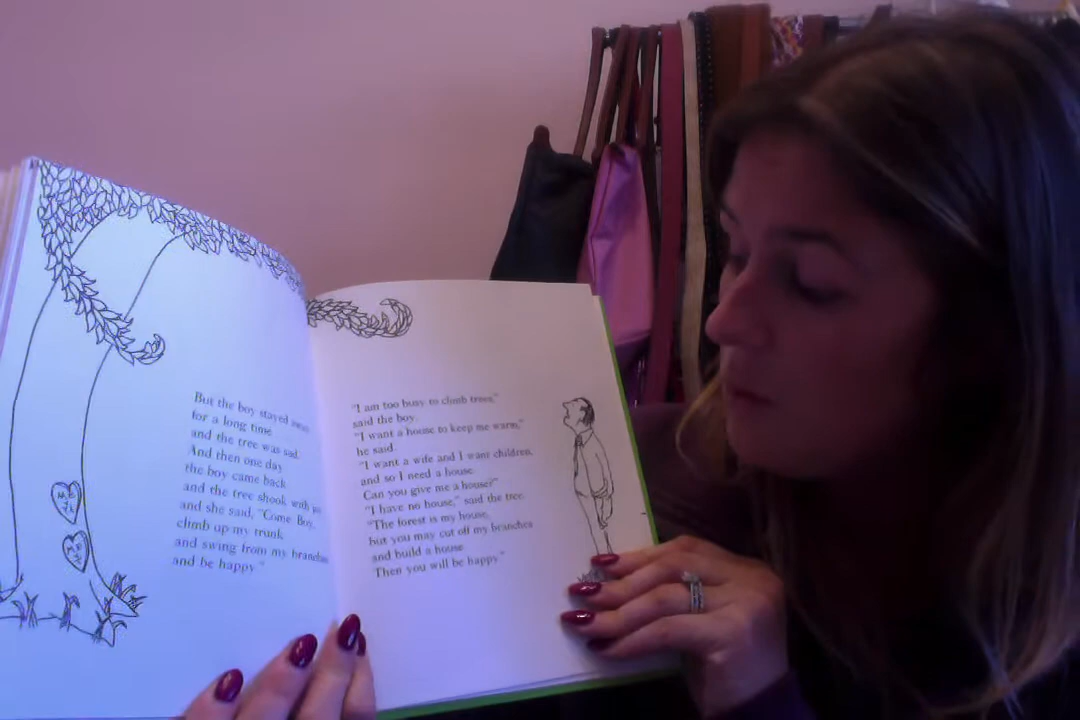 But the boy stayed away
for a long time
and the tree was sad.
And then one day
the boy came back
and the tree shook with
and she said, "Come Boy,
climb up my trunk
and swing from my branches
and be happy."
"I am too busy to climb trees,"
said the boy.
"I want a house to keep me warm,"
he said.
"I want a wife and I want children,
and so I need a house.
Can you give me a house?"
"I have no house," said the tree.
"The forest is my house,
but you may cut off my branches
and build a house.
Then you will be happy."
M.E.